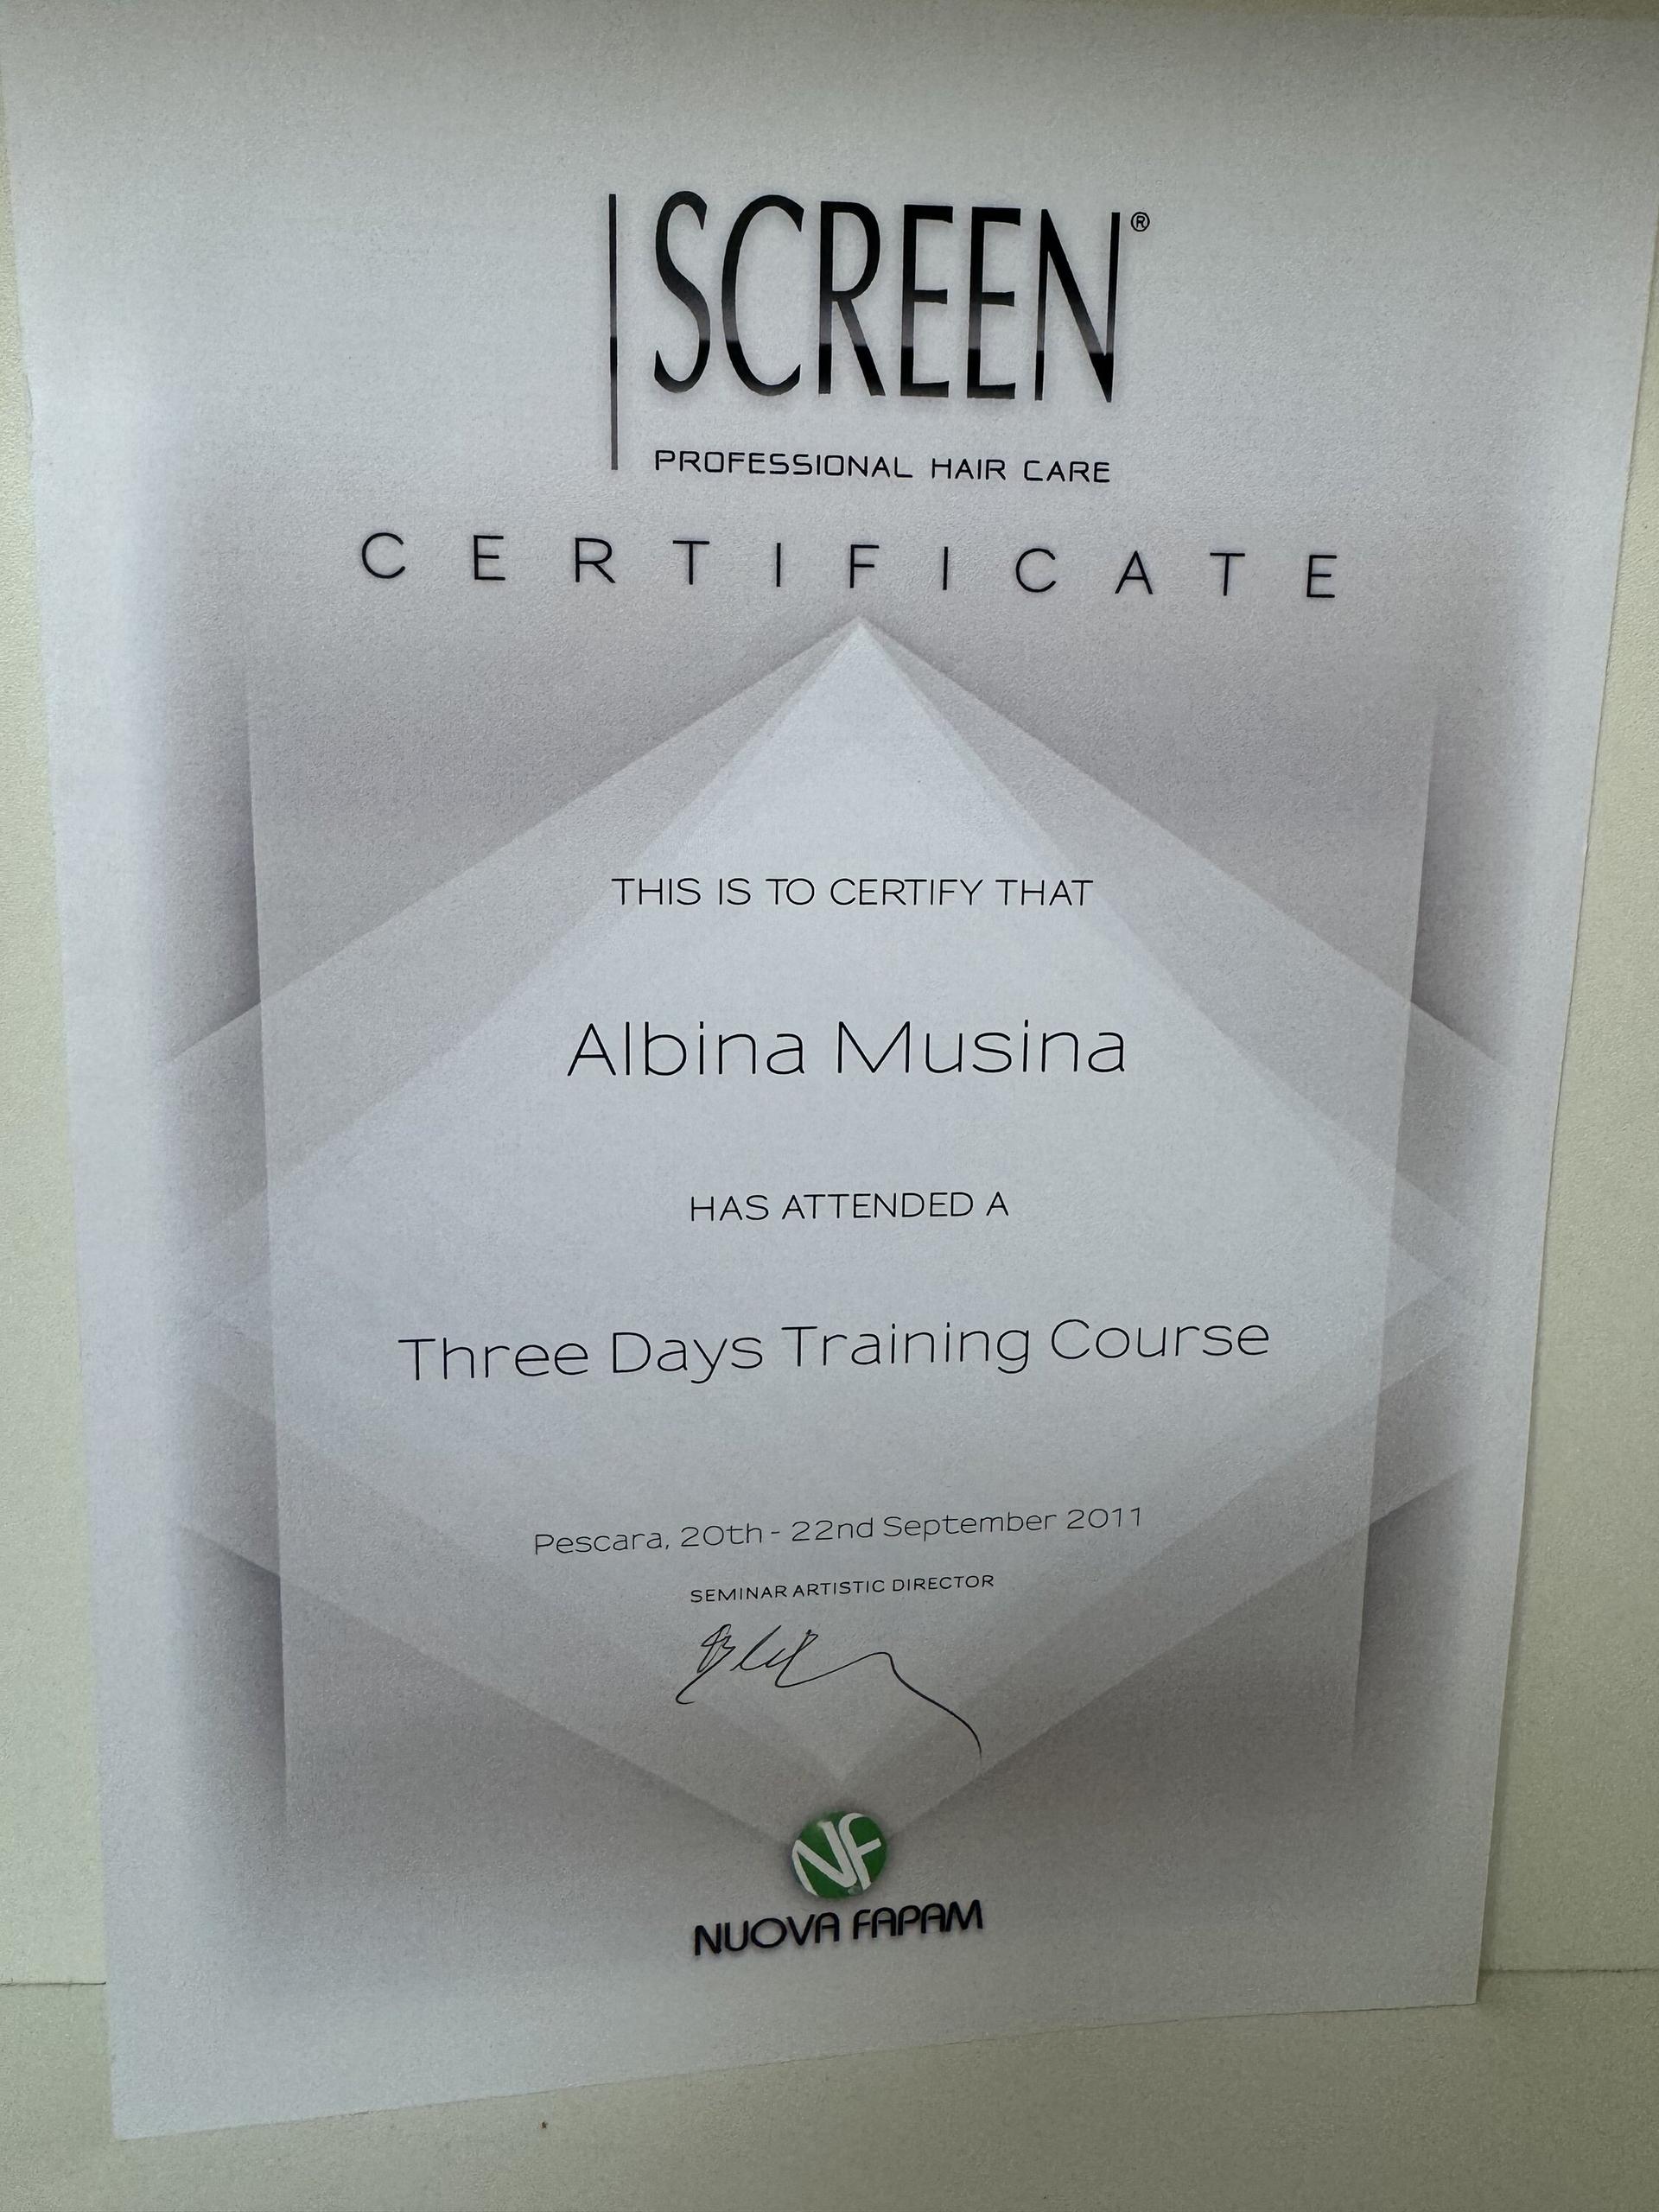 SCREEN®
PROFESSIONAL HAIR CARE
CERTIFICATE
THIS IS TO CERTIFY THAT
Albina Musina
HAS ATTENDED A
Three Days Training Course
Pescara, 20th - 22nd September 2011
SEMINAR ARTISTIC DIRECTOR
NF
NUOVA FAPAM